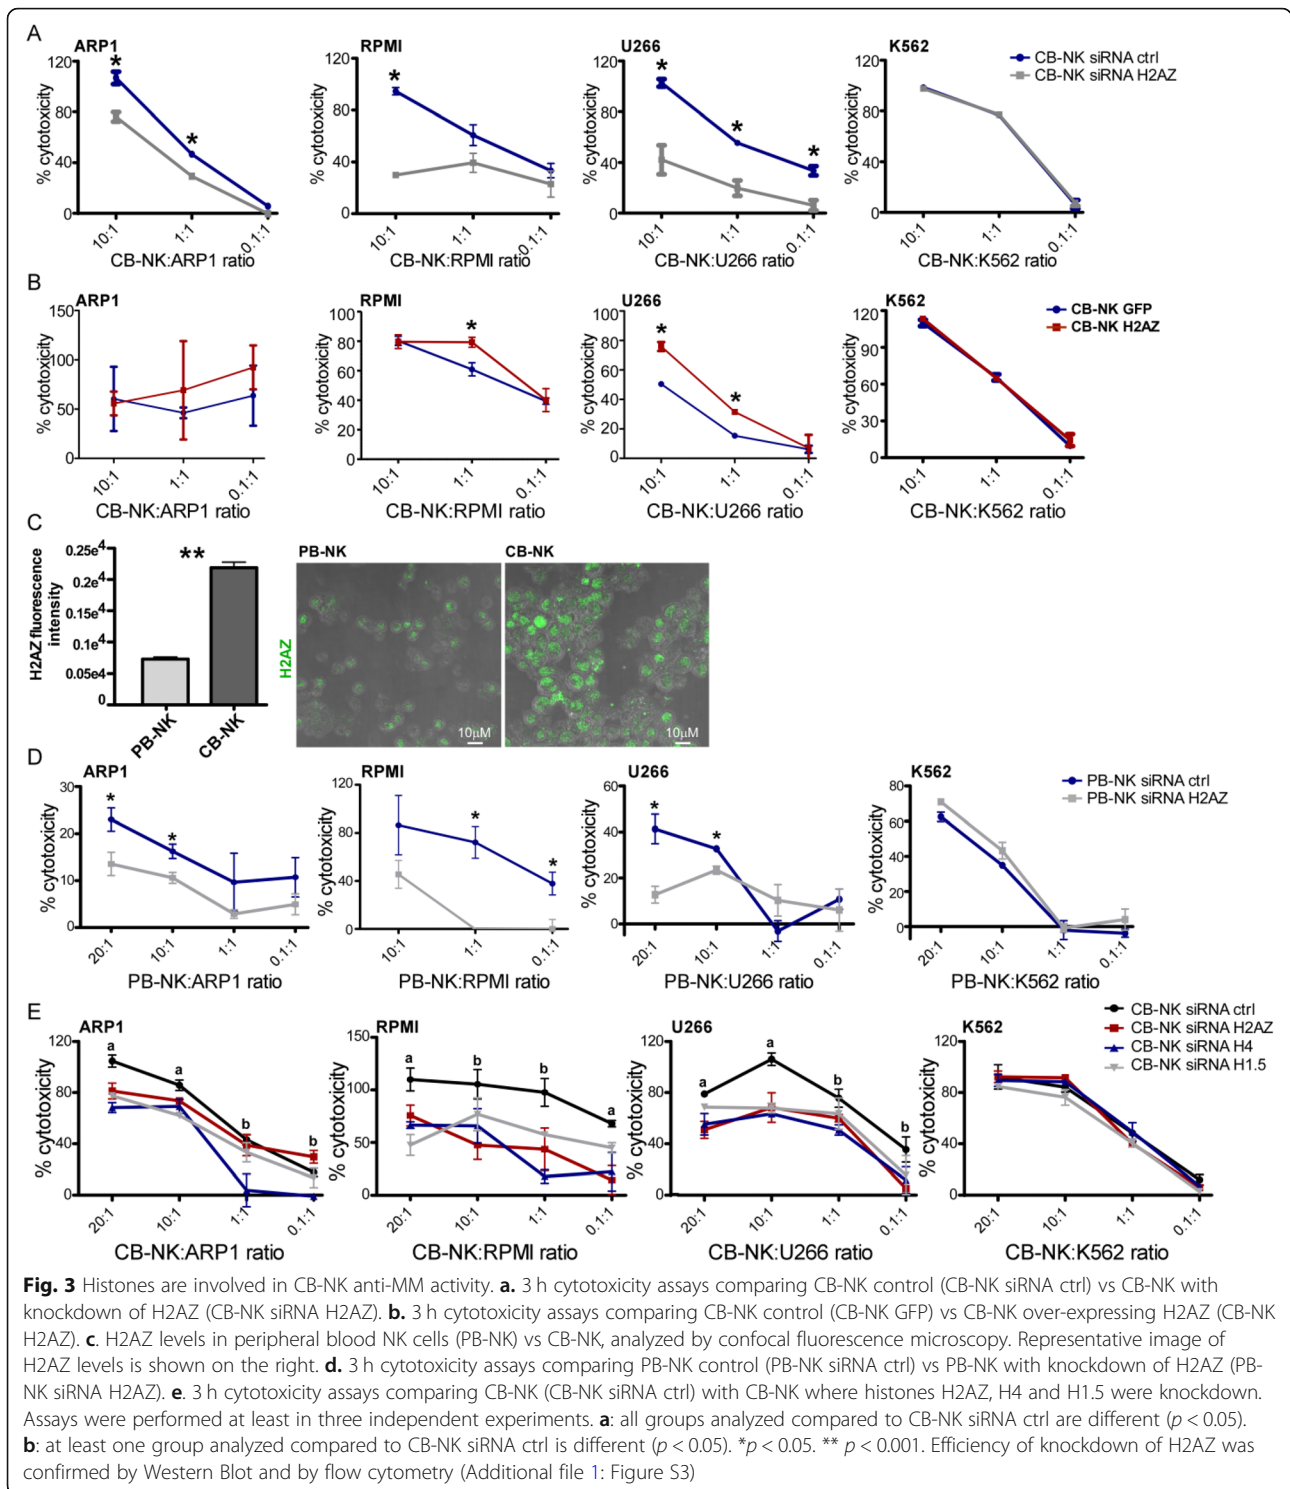 A
ARP1
RPMI
U266
K562
CB-NK siRNA ctrl
CB-NK siRNA H2AZ
% cytotoxicity
120
80
40
0
*
*
10:1
1:1
0.1:1
CB-NK:ARP1 ratio
% cytotoxicity
120
80
40
0
*
10:1
1:1
0.1:1
CB-NK:RPMI ratio
% cytotoxicity
120
80
40
0
*
*
*
10:1
1:1
0.1:1
CB-NK:U266 ratio
% cytotoxicity
120
80
40
0
10:1
1:1
0.1:1
CB-NK:K562 ratio
B
ARP1
RPMI
U266
K562
CB-NK GFP
CB-NK H2AZ
% cytotoxicity
150
100
50
0
10:1
1:1
0.1:1
CB-NK:ARP1 ratio
% cytotoxicity
100
80
60
40
20
0
*
10:1
1:1
0.1:1
CB-NK:RPMI ratio
% cytotoxicity
100
80
60
40
20
0
*
*
10:1
1:1
0.1:1
CB-NK:U266 ratio
% cytotoxicity
120
90
60
30
0
10:1
1:1
0.1:1
CB-NK:K562 ratio
C
H2AZ fluorescence
intensity
0.25e4
0.2e4
0.1e4
0.1e4
0.05e4
0
**
PB-NK
CB-NK
PB-NK
CB-NK
H2AZ
10μM
10μM
D
ARP1
RPMI
U266
K562
PB-NK siRNA ctrl
PB-NK siRNA H2AZ
% cytotoxicity
30
20
10
0
*
*
20:1
10:1
1:1
0.1:1
PB-NK:ARP1 ratio
% cytotoxicity
120
80
40
0
*
*
10:1
1:1
0.1:1
PB-NK:RPMI ratio
% cytotoxicity
60
40
20
0
*
*
20:1
10:1
1:1
0.1:1
PB-NK:U266 ratio
% cytotoxicity
80
60
40
20
0
20:1
10:1
1:1
0.1:1
PB-NK:K562 ratio
E
ARP1
RPMI
U266
K562
CB-NK siRNA ctrl
CB-NK siRNA H2AZ
CB-NK siRNA H4
CB-NK siRNA H1.5
% cytotoxicity
120
80
40
0
a
a
b
b
20:1
10:1
1:1
0.1:1
CB-NK:ARP1 ratio
% cytotoxicity
150
100
50
0
a
b
b
a
20:1
10:1
1:1
0.1:1
CB-NK:RPMI ratio
% cytotoxicity
120
80
40
0
a
a
b
b
20:1
10:1
1:1
0.1:1
CB-NK:U266 ratio
% cytotoxicity
120
80
40
0
20:1
10:1
1:1
0.1:1
CB-NK:K562 ratio
Fig. 3 Histones are involved in CB-NK anti-MM activity. a. 3 h cytotoxicity assays comparing CB-NK control (CB-NK siRNA ctrl) vs CB-NK with
knockdown of H2AZ (CB-NK siRNA H2AZ). b. 3 h cytotoxicity assays comparing CB-NK control (CB-NK GFP) vs CB-NK over-expressing H2AZ (CB-NK
H2AZ). c. H2AZ levels in peripheral blood NK cells (PB-NK) vs CB-NK, analyzed by confocal fluorescence microscopy. Representative image of
H2AZ levels is shown on the right. d. 3 h cytotoxicity assays comparing PB-NK control (PB-NK siRNA ctrl) vs PB-NK with knockdown of H2AZ (PB-
NK siRNA H2AZ). e. 3 h cytotoxicity assays comparing CB-NK (CB-NK siRNA ctrl) with CB-NK where histones H2AZ, H4 and H1.5 were knockdown.
Assays were performed at least in three independent experiments. a: all groups analyzed compared to CB-NK siRNA ctrl are different (p < 0.05).
b: at least one group analyzed compared to CB-NK siRNA ctrl is different (p < 0.05). *p < 0.05. ** p < 0.001. Efficiency of knockdown of H2AZ was
confirmed by Western Blot and by flow cytometry (Additional file 1: Figure S3)